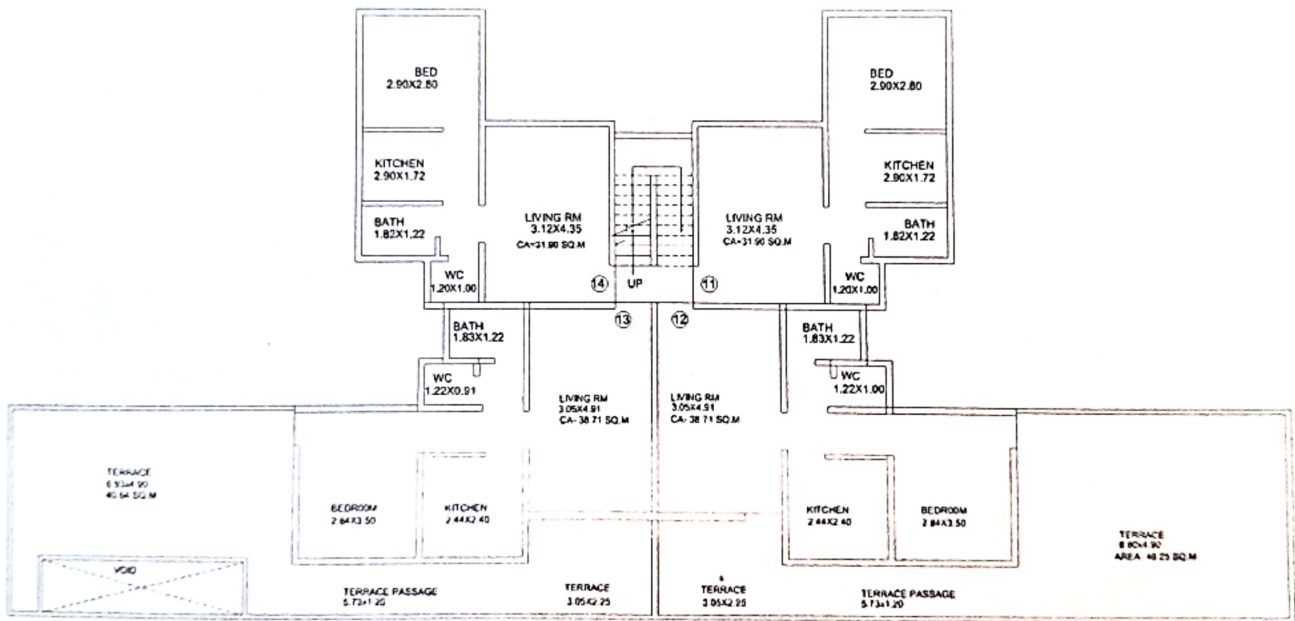 BED
2.90X2.80
BED
2.90X2.80
KITCHEN
2.90X1.72
KITCHEN
2.90X1.72
BATH
1.82X1.22
LIVING RM
3.12X4.35
CA=31.90 SQ.M
LIVING RM
3.12X4.35
CA=31.90 SQ.M
BATH
1.82X1.22
WC
1.20X1.00
14
UP
11
WC
1.20X1.00
13
12
BATH
1.83X1.22
BATH
1.83X1.22
WC
1.22X0.91
WC
1.22X1.00
LIVING RM
3.05X4.91
CA- 38.71 SQ.M
LIVING RM
3.05X4.91
CA- 38.71 SQ.M
TERRACE
SQ.M
BEDROOM
2.84X3.50
KITCHEN
2.44X2.40
KITCHEN
2.44X2.40
BEDROOM
2.84X3.50
TERRACE
AREA SQ.M
VOID
TERRACE PASSAGE
5.73x1.20
TERRACE
3.05X2.25
TERRACE
3.05X2.25
TERRACE PASSAGE
5.73x1.20